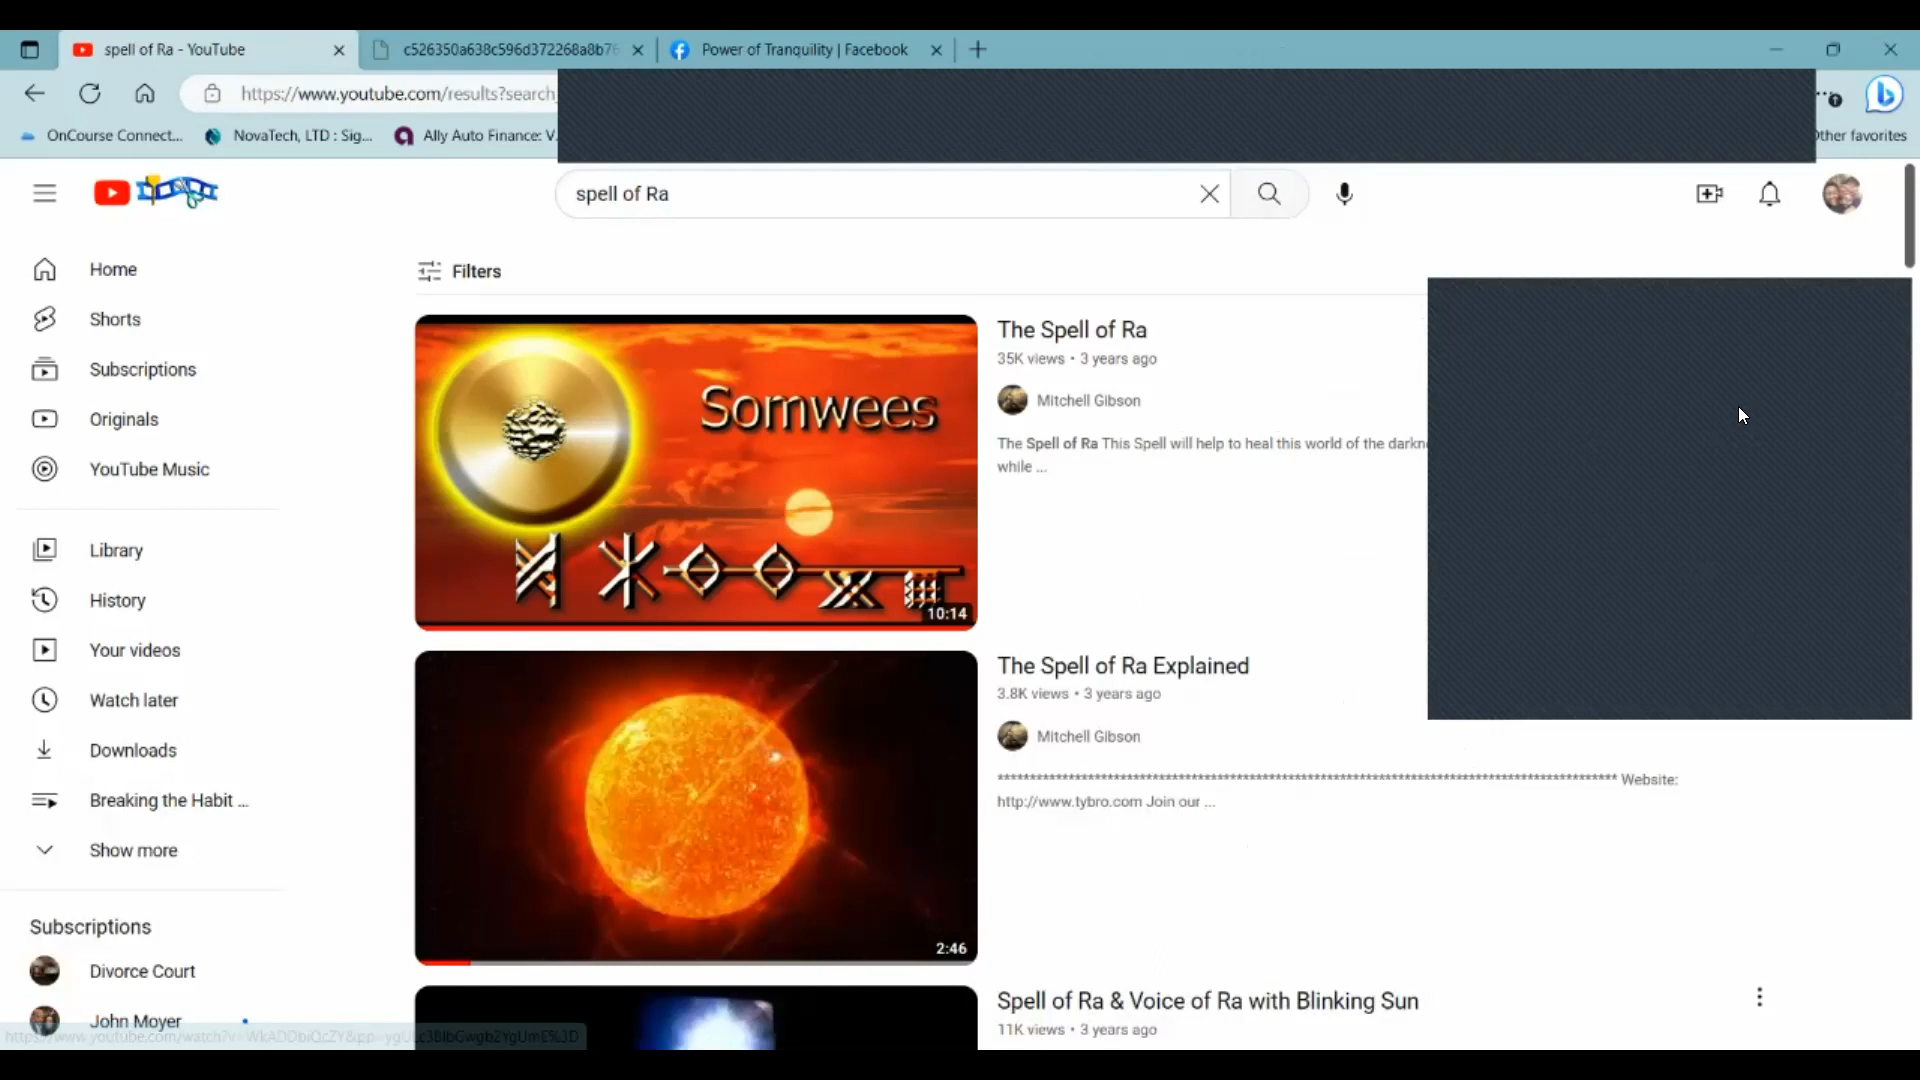 spell of Ra - YouTube
c526350a638c596d372268a8b76
Power of Tranquility | Facebook
https://www.youtube.com/results?search_
OnCourse Connect...
NovaTech, LTD : Sig...
Ally Auto Finance: V...
Other favorites
spell of Ra
Home
Shorts
Subscriptions
Originals
YouTube Music
Library
History
Your videos
Watch later
Downloads
Breaking the Habit ...
Show more
Subscriptions
Divorce Court
John Moyer
Filters
Somwees
10:14
The Spell of Ra
35K views • 3 years ago
Mitchell Gibson
The Spell of Ra This Spell will help to heal this world of the
while ...
2:46
The Spell of Ra Explained
3.8K views • 3 years ago
Mitchell Gibson
Website:
http://www.tybro.com Join our ...
Spell of Ra & Voice of Ra with Blinking Sun
11K views • 3 years ago